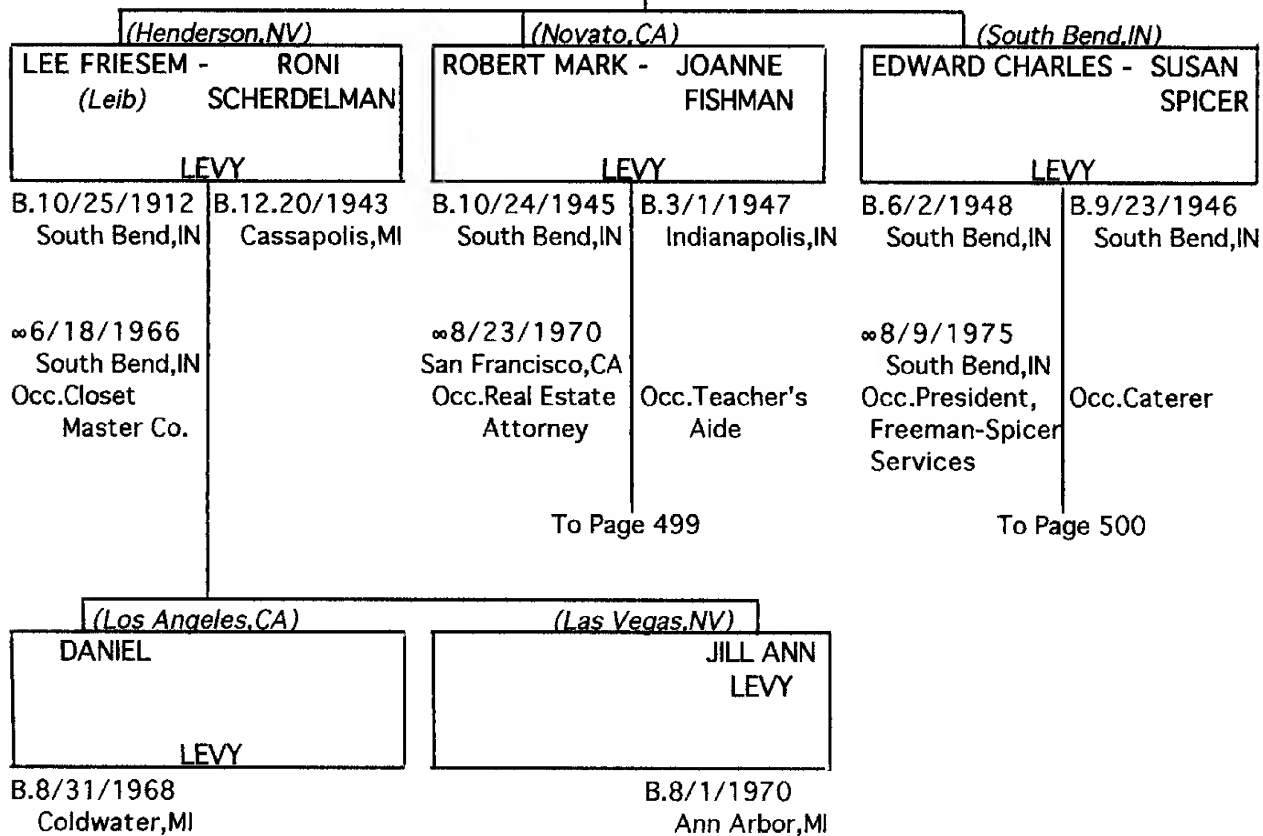 (Henderson,NV)
LEE FRIESEM - RONI
(Leib) SCHERDELMAN
LEVY
B.10/25/1912 B.12.20/1943
South Bend,IN Cassapolis,MI
∞6/18/1966
South Bend,IN
Occ.Closet
Master Co.
(Novato,CA)
ROBERT MARK - JOANNE
FISHMAN
LEVY
B.10/24/1945 B.3/1/1947
South Bend,IN Indianapolis,IN
∞8/23/1970
San Francisco,CA
Occ.Real Estate Occ.Teacher's
Attorney Aide
To Page 499
(South Bend,IN)
EDWARD CHARLES - SUSAN
SPICER
LEVY
B.6/2/1948 B.9/23/1946
South Bend,IN South Bend,IN
∞8/9/1975
South Bend,IN
Occ.President, Occ.Caterer
Freeman-Spicer
Services
To Page 500
(Los Angeles,CA)
DANIEL
LEVY
B.8/31/1968
Coldwater,MI
(Las Vegas,NV)
JILL ANN
LEVY
B.8/1/1970
Ann Arbor,MI